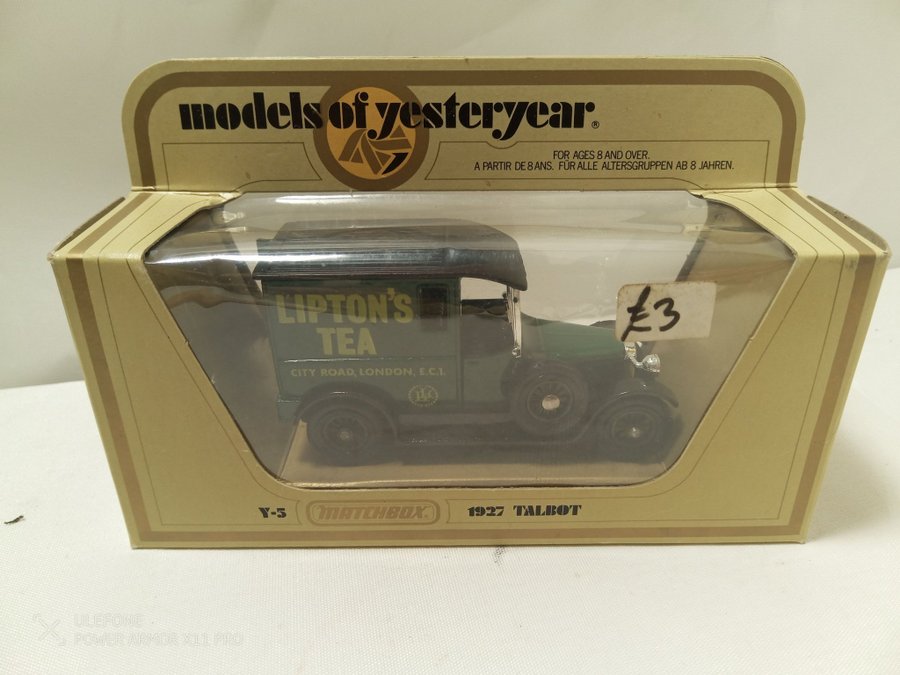 models of yesteryear®
FOR AGES 8 AND OVER.
A PARTIR DE 8 ANS. FÜR ALLE ALTERSGRUPPEN AB 8 JAHREN.
LIPTON'S
TEA
CITY ROAD, LONDON, E.C.1.
£3
Y-5 MATCHBOX 1927 TALBOT
ULEFONE
POWER ARMOR X11 PRO